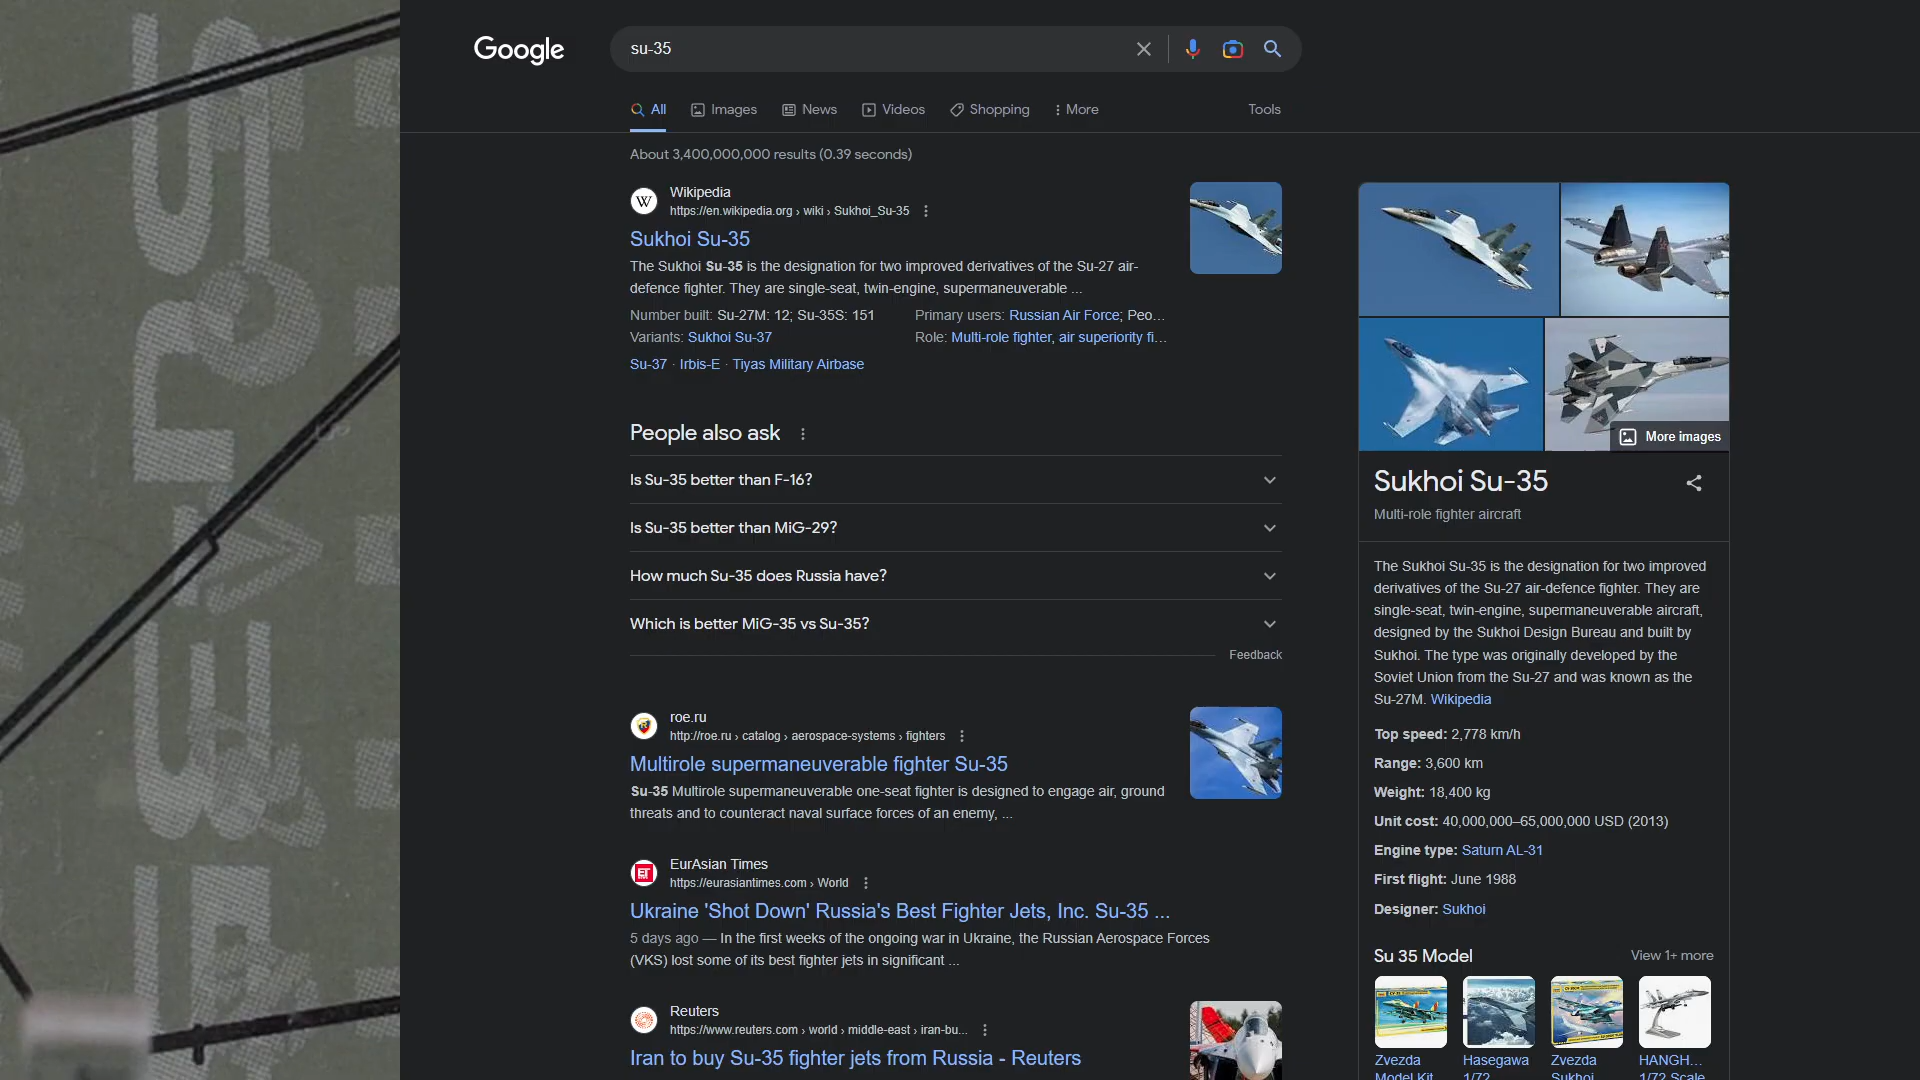 Google
su-35
All
Images
News
Videos
Shopping
More
Tools
About 3,400,000,000 results (0.39 seconds)
Wikipedia
https://en.wikipedia.org › wiki › Sukhoi_Su-35
Sukhoi Su-35
The Sukhoi Su-35 is the designation for two improved derivatives of the Su-27 air-
defence fighter. They are single-seat, twin-engine, supermaneuverable ...
Number built: Su-27M: 12; Su-35S: 151
Primary users: Russian Air Force; Peo...
Variants: Sukhoi Su-37
Role: Multi-role fighter, air superiority fi...
Su-37 · Irbis-E · Tiyas Military Airbase
People also ask
Is Su-35 better than F-16?
Is Su-35 better than MiG-29?
How much Su-35 does Russia have?
Which is better MiG-35 vs Su-35?
Feedback
roe.ru
http://roe.ru › catalog › aerospace-systems › fighters
Multirole supermaneuverable fighter Su-35
Su-35 Multirole supermaneuverable one-seat fighter is designed to engage air, ground
threats and to counteract naval surface forces of an enemy, ...
EurAsian Times
https://eurasiantimes.com › World
Ukraine 'Shot Down' Russia's Best Fighter Jets, Inc. Su-35 ...
5 days ago — In the first weeks of the ongoing war in Ukraine, the Russian Aerospace Forces
(VKS) lost some of its best fighter jets in significant ...
Reuters
https://www.reuters.com › world › middle-east › iran-bu...
Iran to buy Su-35 fighter jets from Russia - Reuters
More images
Sukhoi Su-35
Multi-role fighter aircraft
The Sukhoi Su-35 is the designation for two improved
derivatives of the Su-27 air-defence fighter. They are
single-seat, twin-engine, supermaneuverable aircraft,
designed by the Sukhoi Design Bureau and built by
Sukhoi. The type was originally developed by the
Soviet Union from the Su-27 and was known as the
Su-27M. Wikipedia
Top speed: 2,778 km/h
Range: 3,600 km
Weight: 18,400 kg
Unit cost: 40,000,000–65,000,000 USD (2013)
Engine type: Saturn AL-31
First flight: June 1988
Designer: Sukhoi
Su 35 Model
View 1+ more
Zvezda
Model Kit
Hasegawa
1/72
Zvezda
Sukhoi
HANGH...
1/72 Scale